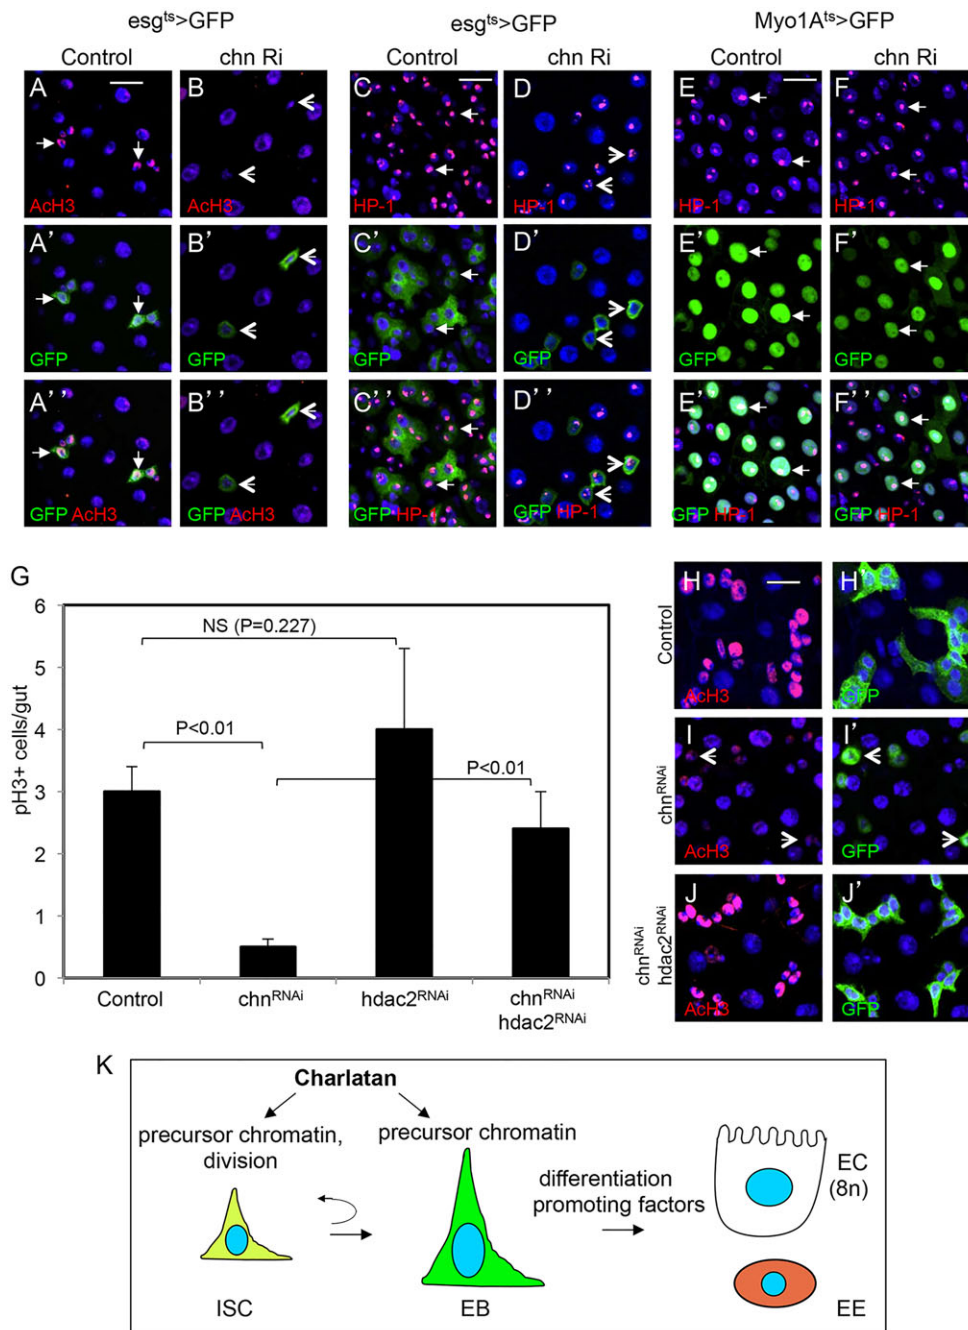 esgᵗˢ>GFP esgᵗˢ>GFP Myo1Aᵗˢ>GFP
Control chn Ri Control chn Ri Control chn Ri
A B C D E F
AcH3 AcH3 HP-1 HP-1 HP-1 HP-1
A' B' C' D' E' F'
GFP GFP GFP GFP GFP GFP
A'' B'' C'' D'' E'' F''
GFP AcH3 GFP AcH3 GFP HP-1 GFP HP-1 GFP HP-1 GFP HP-1
G
6
5
4
3
2
1
0
pH3+ cells/gut
NS (P=0.227)
P<0.01
P<0.01
Control chnᴿᴺᴬⁱ hdac2ᴿᴺᴬⁱ chnᴿᴺᴬⁱ
hdac2ᴿᴺᴬⁱ
Control
H H'
AcH3 GFP
chnᴿᴺᴬⁱ
I I'
AcH3 GFP
chnᴿᴺᴬⁱ
hdac2ᴿᴺᴬⁱ
J J'
AcH3 GFP
K
Charlatan
precursor chromatin,
division
precursor chromatin
differentiation
promoting factors
EC
(8n)
ISC EB EE